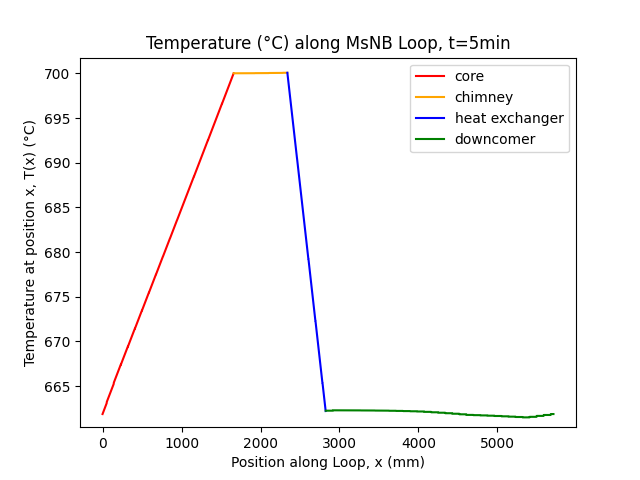 Temperature (°C) along MsNB Loop, t=5min
core
chimney
heat exchanger
downcomer
Temperature at position x, T(x) (°C)
700
695
690
685
680
675
670
665
0
1000
2000
3000
4000
5000
Position along Loop, x (mm)